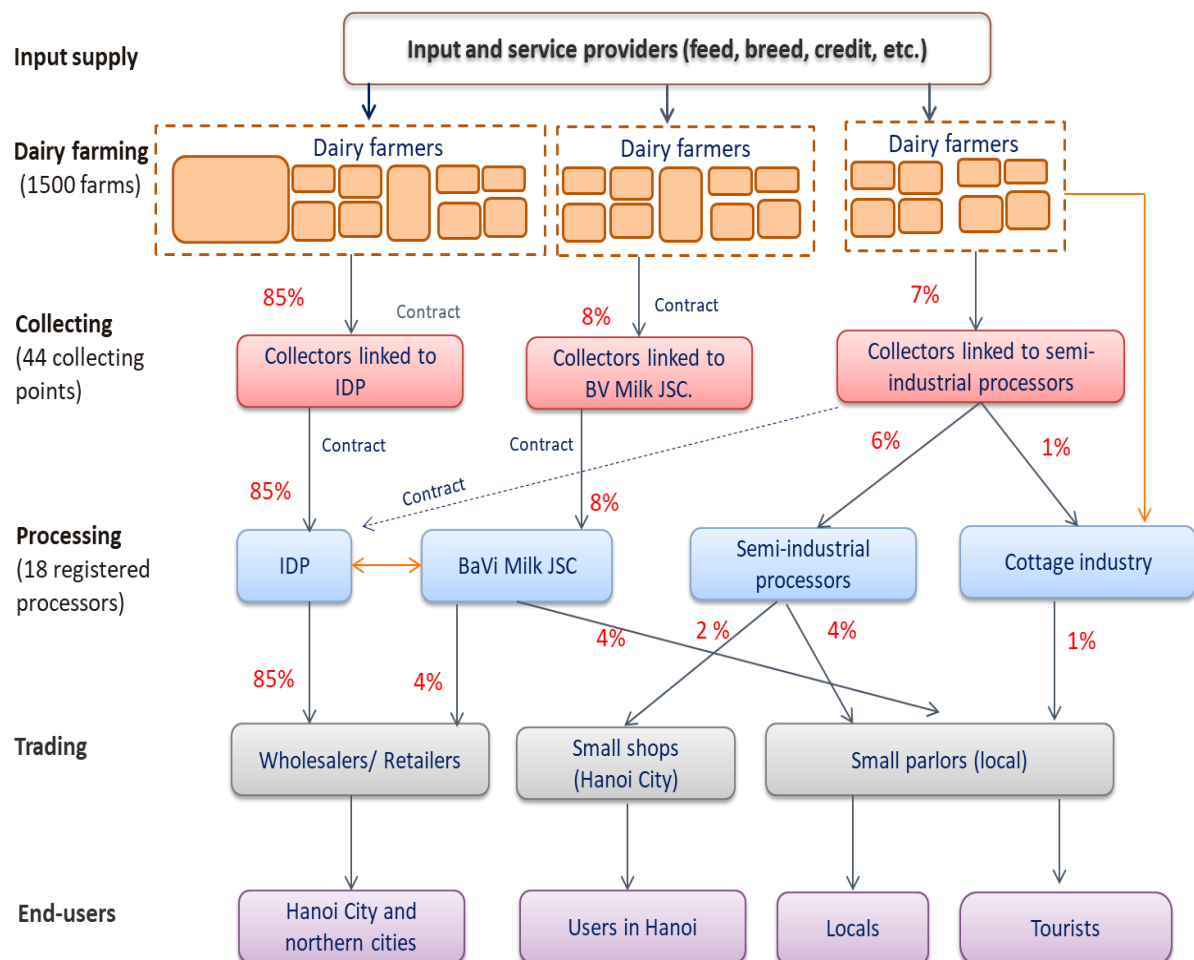 Input supply
Input and service providers (feed, breed, credit, etc.)
Dairy farming
(1500 farms)
Dairy farmers
Dairy farmers
Dairy farmers
85%
Contract
8%
Contract
7%
Collecting
(44 collecting
points)
Collectors linked to
IDP
Collectors linked to
BV Milk JSC.
Collectors linked to semi-
industrial processors
Contract
Contract
6%
1%
85%
Contract
8%
Processing
(18 registered
processors)
IDP
BaVi Milk JSC
Semi-industrial
processors
Cottage industry
85%
4%
4%
2 %
4%
1%
Trading
Wholesalers/ Retailers
Small shops
(Hanoi City)
Small parlors (local)
End-users
Hanoi City and
northern cities
Users in Hanoi
Locals
Tourists